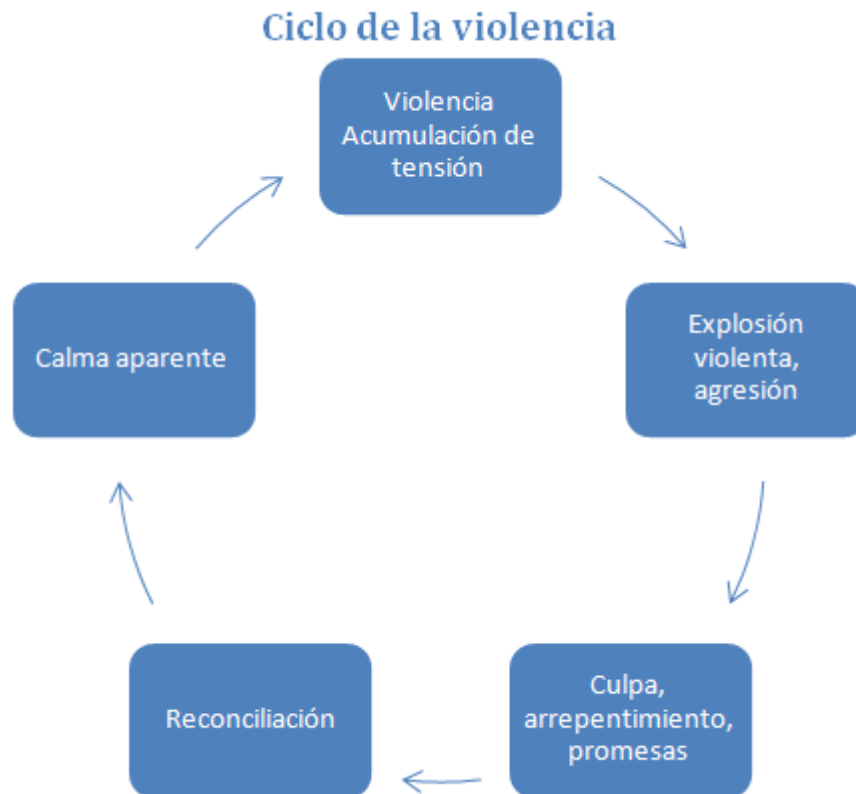 Ciclo de la violencia
Violencia
Acumulación de
tensión
Explosión
violenta,
agresión
Culpa,
arrepentimiento,
promesas
Reconciliación
Calma aparente